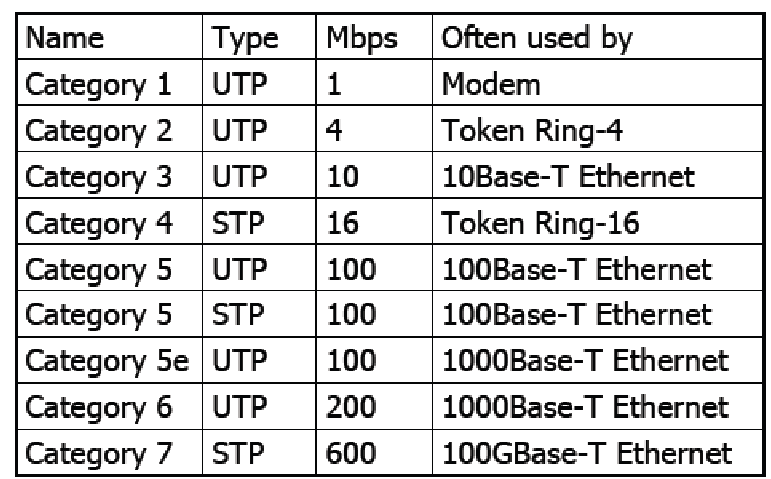 Name Type Mbps Often used by
Category 1 UTP 1 Modem
Category 2 UTP 4 Token Ring-4
Category 3 UTP 10 10Base-T Ethernet
Category 4 STP 16 Token Ring-16
Category 5 UTP 100 100Base-T Ethernet
Category 5 STP 100 100Base-T Ethernet
Category 5e UTP 100 1000Base-T Ethernet
Category 6 UTP 200 1000Base-T Ethernet
Category 7 STP 600 100GBase-T Ethernet